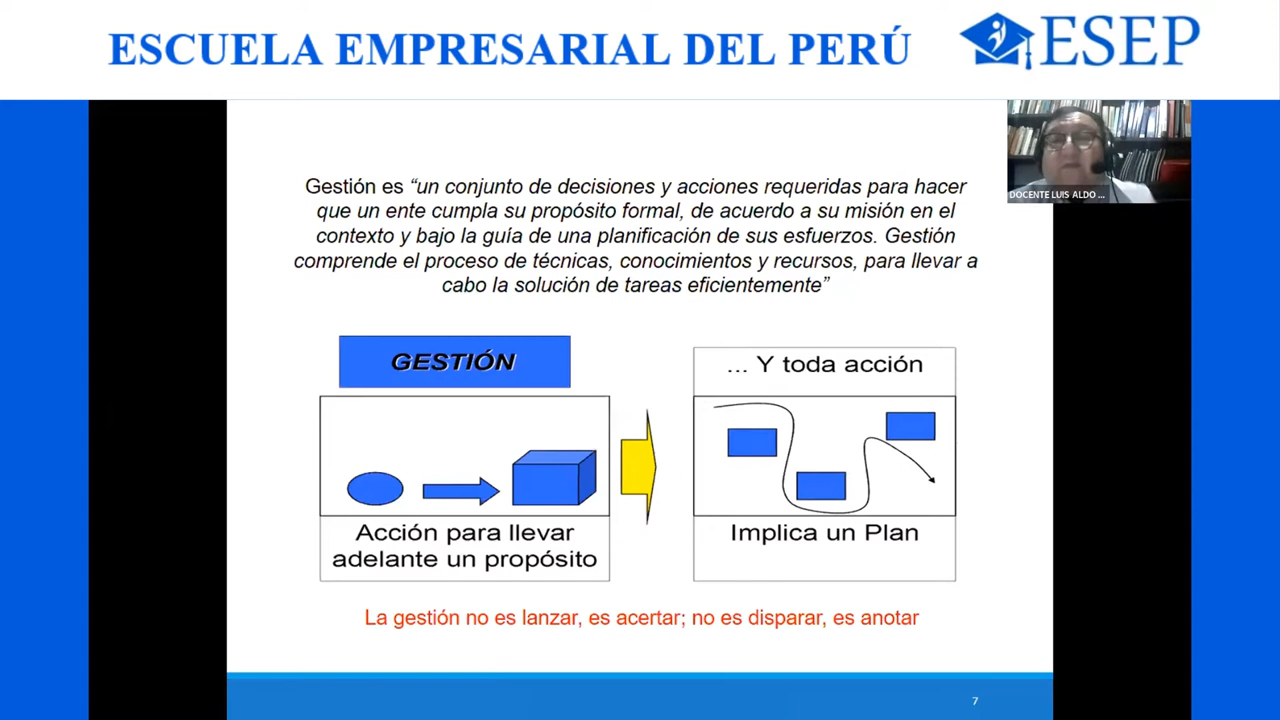 ESCUELA EMPRESARIAL DEL PERÚ
ESEP
DOCENTE LUIS ALDO ...
Gestión es “un conjunto de decisiones y acciones requeridas para hacer
que un ente cumpla su propósito formal, de acuerdo a su misión en el
contexto y bajo la guía de una planificación de sus esfuerzos. Gestión
comprende el proceso de técnicas, conocimientos y recursos, para llevar a
cabo la solución de tareas eficientemente”
GESTIÓN
Acción para llevar
adelante un propósito
... Y toda acción
Implica un Plan
La gestión no es lanzar, es acertar; no es disparar, es anotar
7